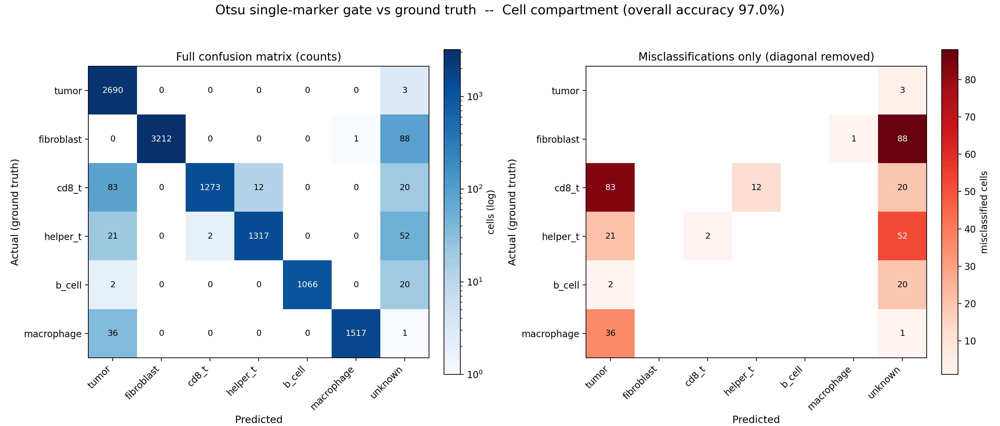 Otsu single-marker gate vs ground truth -- Cell compartment (overall accuracy 97.0%)
Full confusion matrix (counts)
Actual (ground truth)
tumor 2690 0 0 0 0 0 3
fibroblast 0 3212 0 0 0 1 88
cd8_t 83 0 1273 12 0 0 20
helper_t 21 0 2 1317 0 0 52
b_cell 2 0 0 0 1066 0 20
macrophage 36 0 0 0 0 1517 1
tumor fibroblast cd8_t helper_t b_cell macrophage unknown
Predicted
10³
10²
10¹
10⁰
cells (log)
Misclassifications only (diagonal removed)
Actual (ground truth)
tumor 3
fibroblast 1 88
cd8_t 83 12 20
helper_t 21 2 52
b_cell 2 20
macrophage 36 1
tumor fibroblast cd8_t helper_t b_cell macrophage unknown
Predicted
80
70
60
50
40
30
20
10
misclassified cells